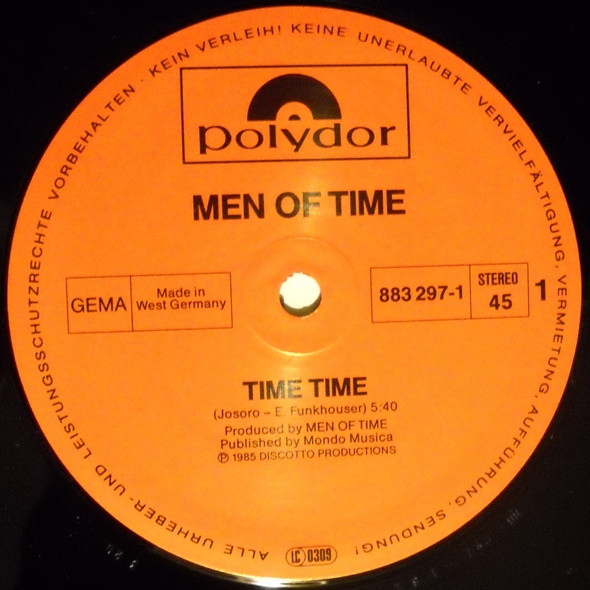 ALLE URHEBER- UND LEISTUNGSSCHUTZRECHTE VORBEHALTEN · KEIN VERLEIH! KEINE UNERLAUBTE VERVIELFÄLTIGUNG, VERMIETUNG, AUFFÜHRUNG, SENDUNG!
polydor
MEN OF TIME
GEMA
Made in
West Germany
883 297-1
STEREO
45
1
TIME TIME
(Josoro – E. Funkhouser) 5:40
Produced by MEN OF TIME
Published by Mondo Musica
℗ 1985 DISCOTTO PRODUCTIONS
LC 0309